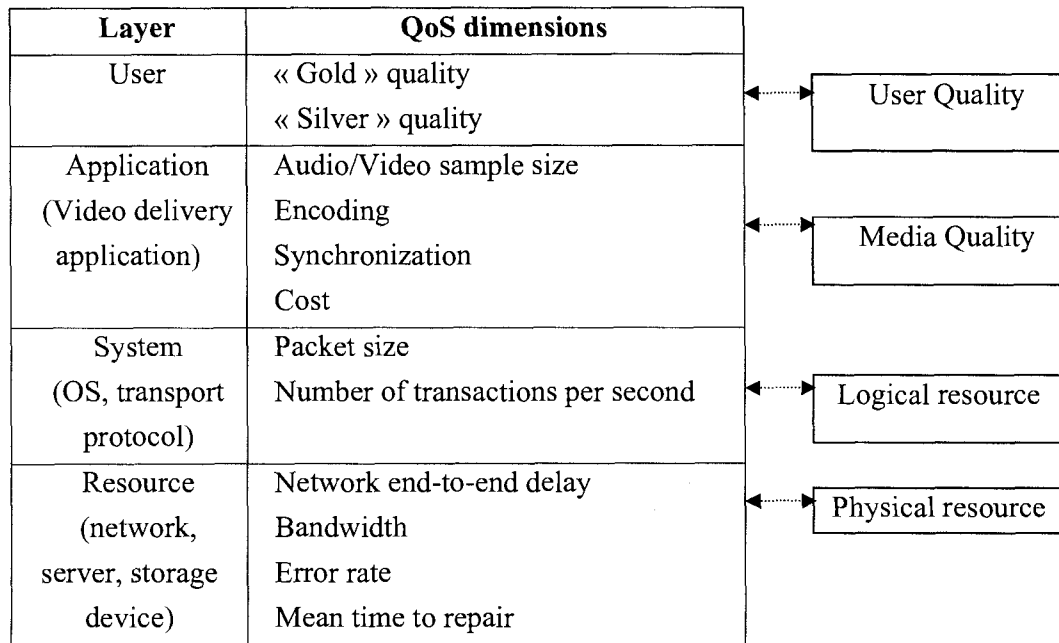 Layer QoS dimensions
User « Gold » quality
« Silver » quality
User Quality
Application Audio/Video sample size
(Video delivery Encoding
application) Synchronization
Cost
Media Quality
System Packet size
(OS, transport Number of transactions per second
protocol)
Logical resource
Resource Network end-to-end delay
(network, Bandwidth
server, storage Error rate
device) Mean time to repair
Physical resource